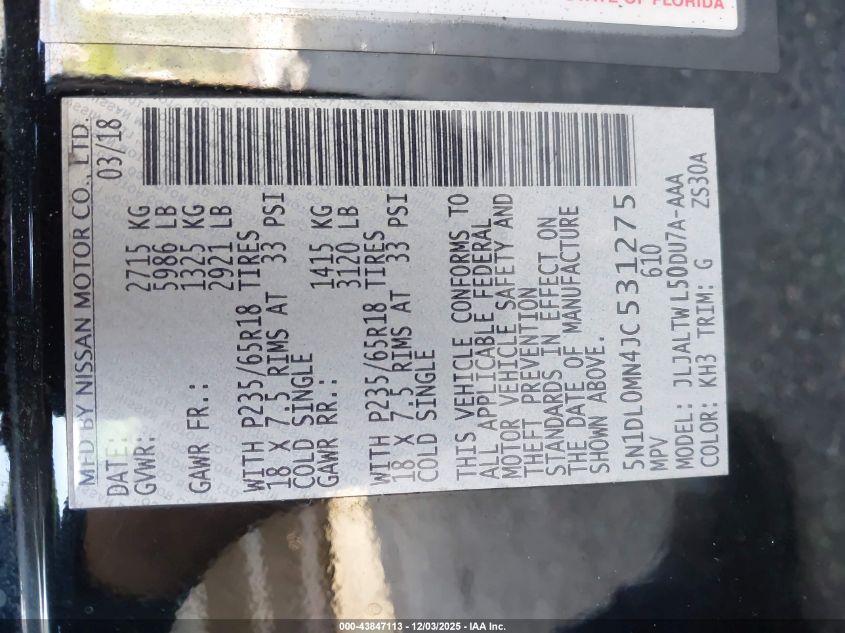 STATE OF FLORIDA
MFD BY NISSAN MOTOR CO., LTD.
DATE: 03/18
GVWR: 2715 KG
5986 LB
GAWR FR.: 1325 KG
2921 LB
WITH P235/65R18 TIRES
18 X 7.5 RIMS AT 33 PSI
COLD SINGLE
GAWR RR.: 1415 KG
3120 LB
WITH P235/65R18 TIRES
18 X 7.5 RIMS AT 33 PSI
COLD SINGLE
THIS VEHICLE CONFORMS TO
ALL APPLICABLE FEDERAL
MOTOR VEHICLE SAFETY AND
THEFT PREVENTION
STANDARDS IN EFFECT ON
THE DATE OF MANUFACTURE
SHOWN ABOVE.
5N1DL0MN4JC531275
MPV 610
MODEL: JLJALTWL50DU7A-AAA
COLOR: KH3 TRIM: G ZS30A
000-43847113 - 12/03/2025 - IAA Inc.